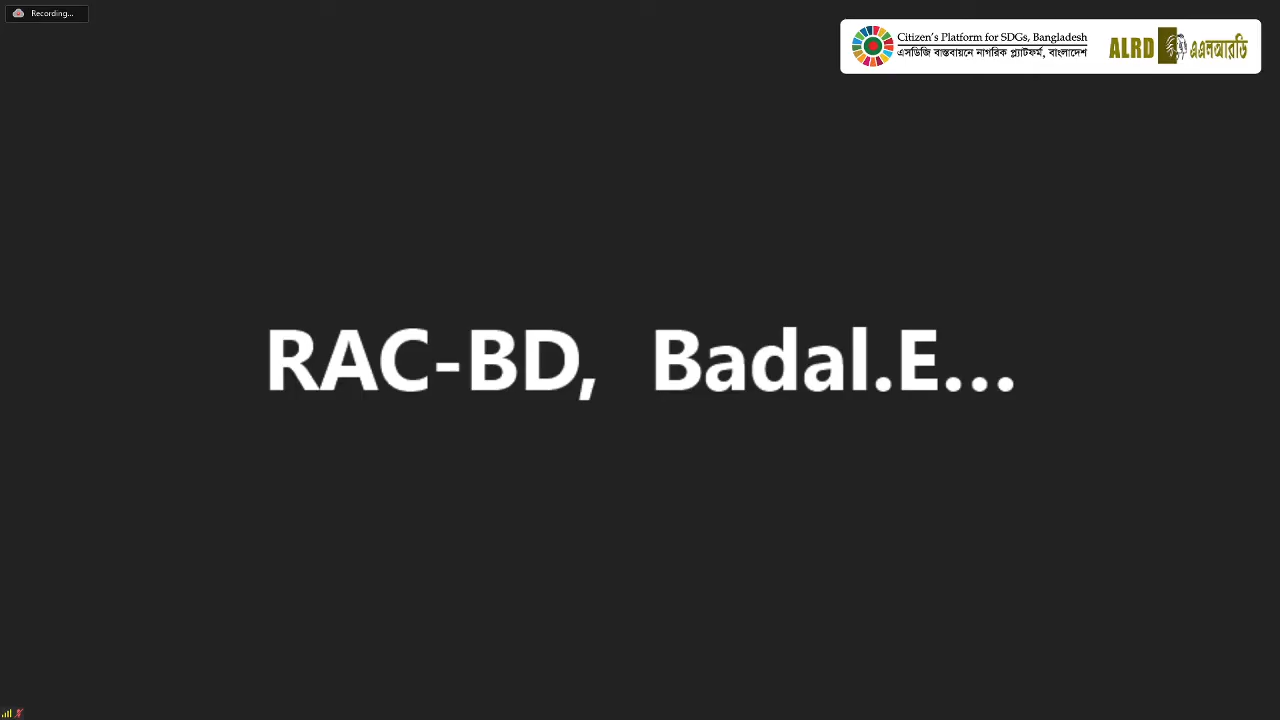 Recording...
Citizen's Platform for SDGs, Bangladesh
এসডিজি বাস্তবায়নে নাগরিক প্ল্যাটফর্ম, বাংলাদেশ
ALRD এএলআরডি
RAC-BD, Badal.E...